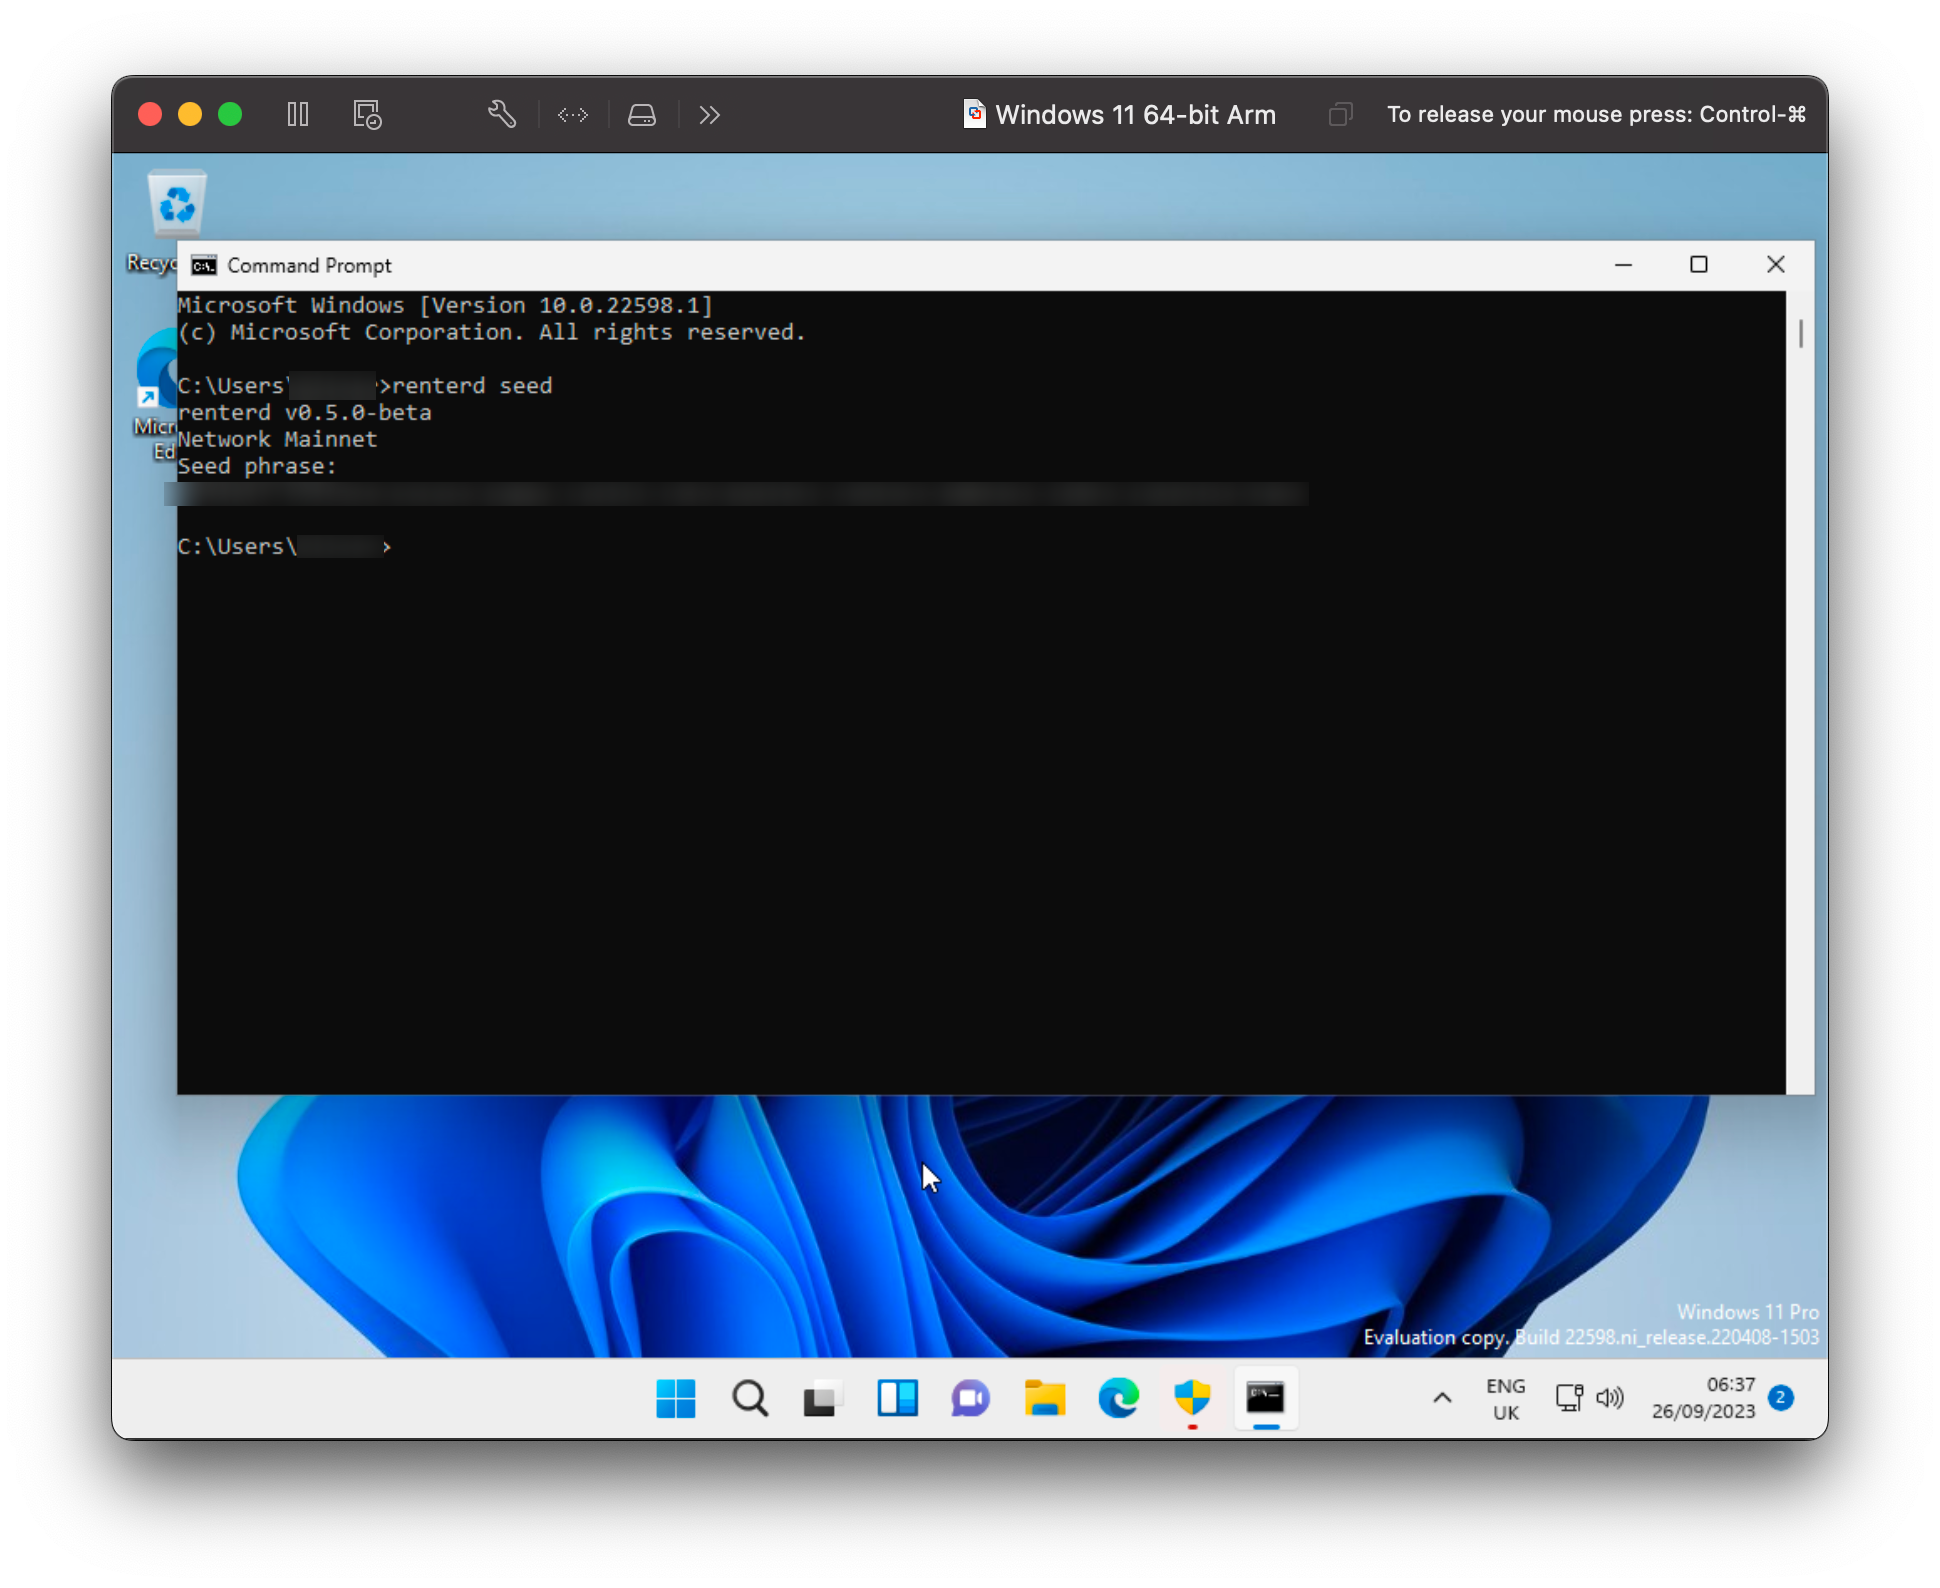 Windows 11 64-bit Arm
To release your mouse press: Control-⌘
Recyc
Command Prompt
Microsoft Windows [Version 10.0.22598.1]
(c) Microsoft Corporation. All rights reserved.
C:\Users\ >renterd seed
renterd v0.5.0-beta
Micr
Network Mainnet
Ed
Seed phrase:
C:\Users\ >
Windows 11 Pro
Evaluation copy. Build 22598.ni_release.220408-1503
ENG
UK
06:37
26/09/2023
2